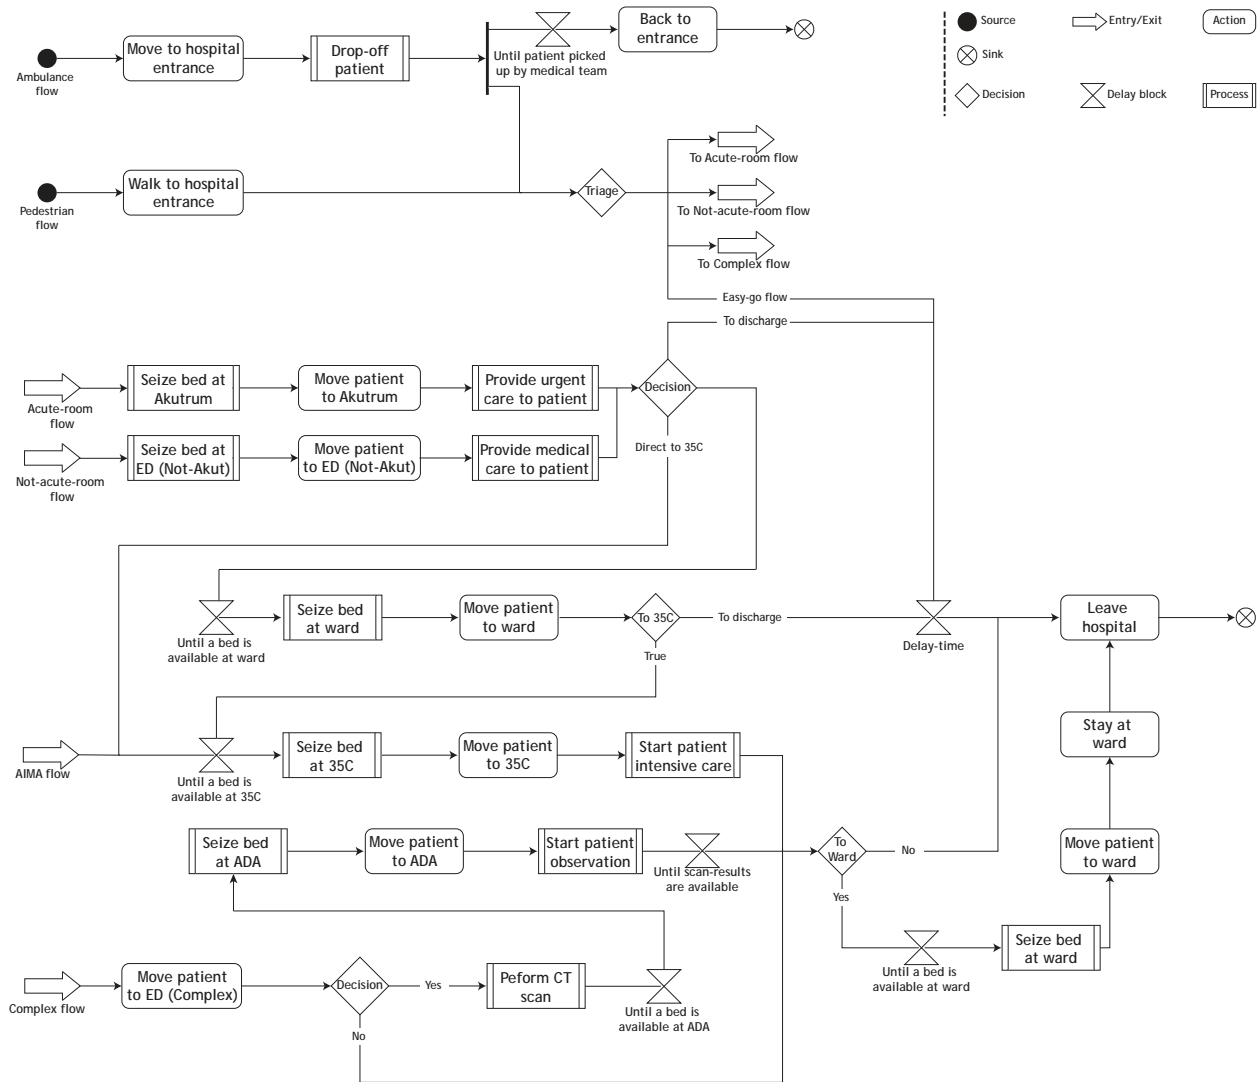 Ambulance
flow
Move to hospital
entrance
Drop-off
patient
Until patient picked
up by medical team
Back to
entrance
Source
Entry/Exit
Action
Sink
Decision
Delay block
Process
Pedestrian
flow
Walk to hospital
entrance
Triage
To Acute-room flow
To Not-acute-room flow
To Complex flow
Easy-go flow
To discharge
Acute-room
flow
Seize bed at
Akutrum
Move patient
to Akutrum
Provide urgent
care to patient
Decision
Direct to 35C
Not-acute-room
flow
Seize bed at
ED (Not-Akut)
Move patient
to ED (Not-Akut)
Provide medical
care to patient
Until a bed is
available at ward
Seize bed
at ward
Move patient
to ward
To 35C
To discharge
True
Delay-time
Leave
hospital
AIMA flow
Until a bed is
available at 35C
Seize bed
at 35C
Move patient
to 35C
Start patient
intensive care
Stay at
ward
Seize bed
at ADA
Move patient
to ADA
Start patient
observation
Until scan-results
are available
To
Ward
No
Yes
Move patient
to ward
Until a bed is
available at ward
Seize bed
at ward
Complex flow
Move patient
to ED (Complex)
Decision
Yes
No
Peform CT
scan
Until a bed is
available at ADA